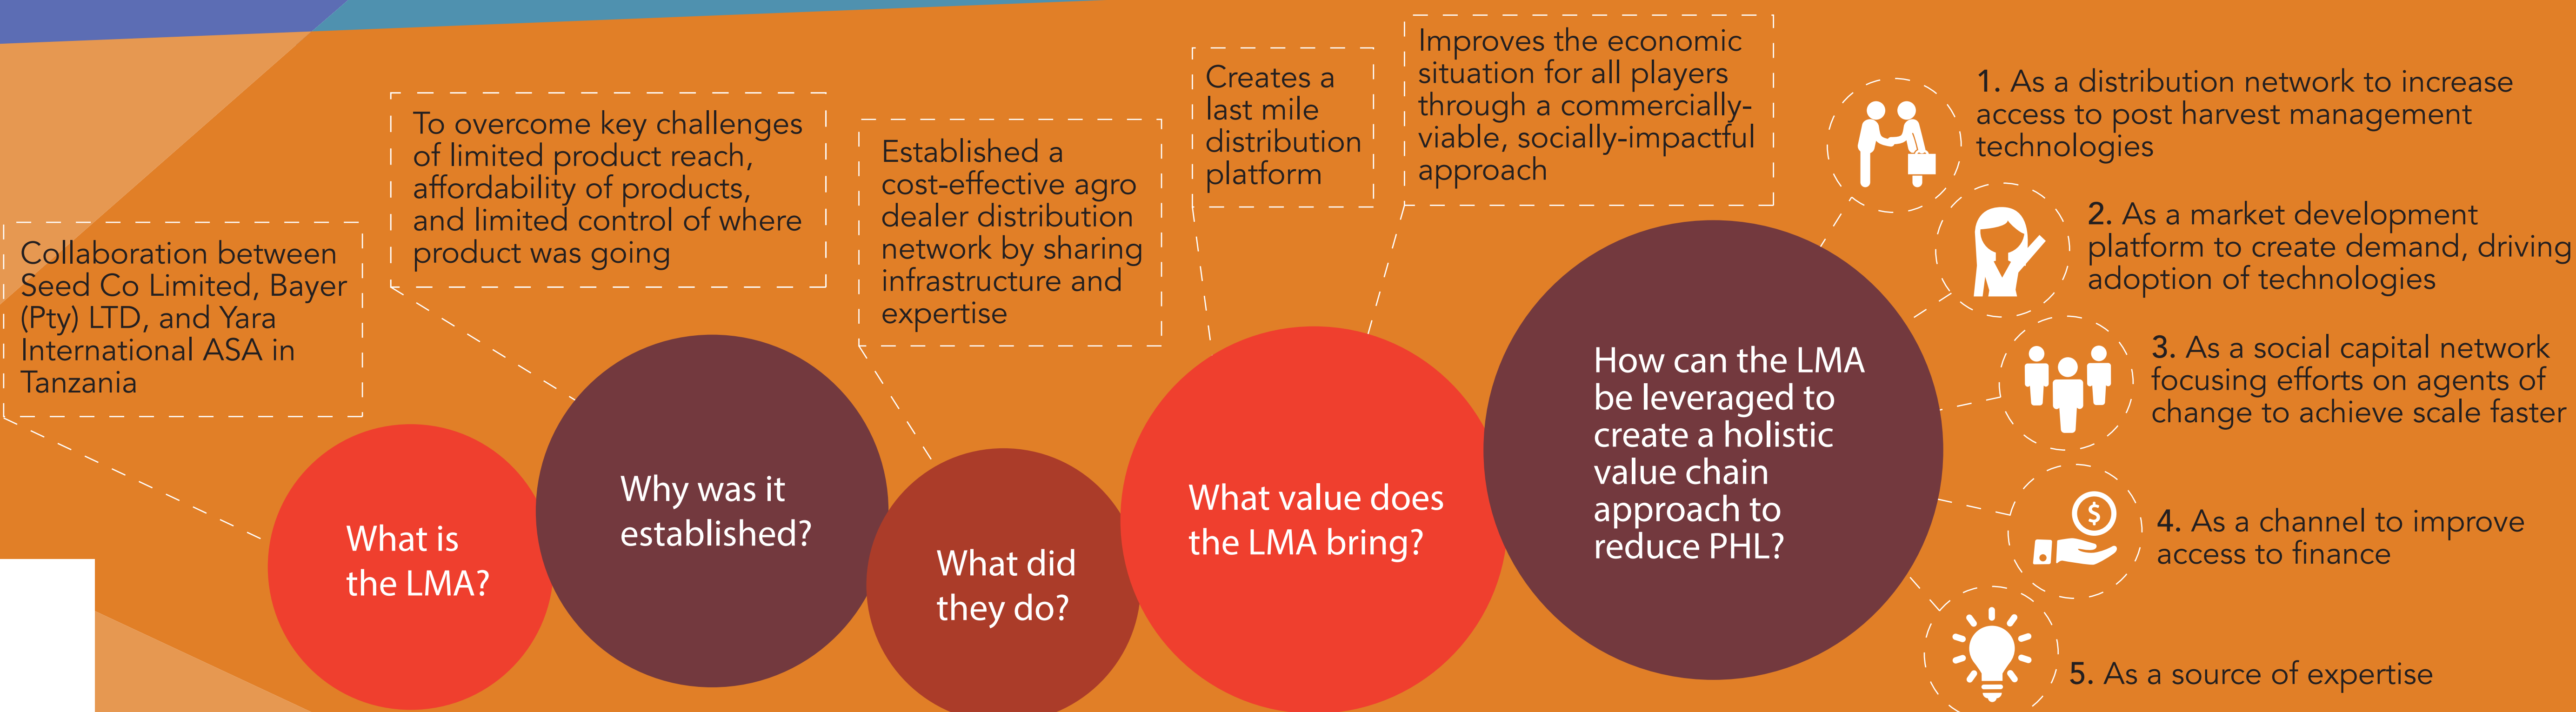 Collaboration between
Seed Co Limited, Bayer
(Pty) LTD, and Yara
International ASA in
Tanzania
What is
the LMA?
To overcome key challenges
of limited product reach,
affordability of products,
and limited control of where
product was going
Why was it
established?
Established a
cost-effective agro
dealer distribution
network by sharing
infrastructure and
expertise
What did
they do?
Creates a
last mile
distribution
platform
Improves the economic
situation for all players
through a commercially-
viable, socially-impactful
approach
What value does
the LMA bring?
How can the LMA
be leveraged to
create a holistic
value chain
approach to
reduce PHL?
1. As a distribution network to increase
access to post harvest management
technologies
2. As a market development
platform to create demand, driving
adoption of technologies
3. As a social capital network
focusing efforts on agents of
change to achieve scale faster
$
4. As a channel to improve
access to finance
5. As a source of expertise